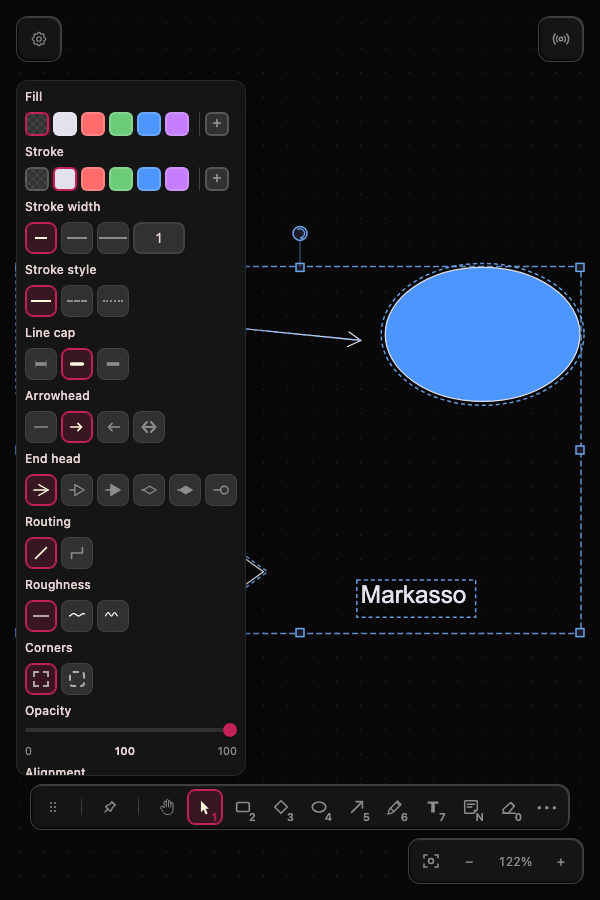 Fill
Stroke
Stroke width
1
Stroke style
Line cap
Arrowhead
End head
Routing
Roughness
Corners
Opacity
0 100 100
Alignment
Markasso
1 2 3 4 5 6 T 7 N 0
122%